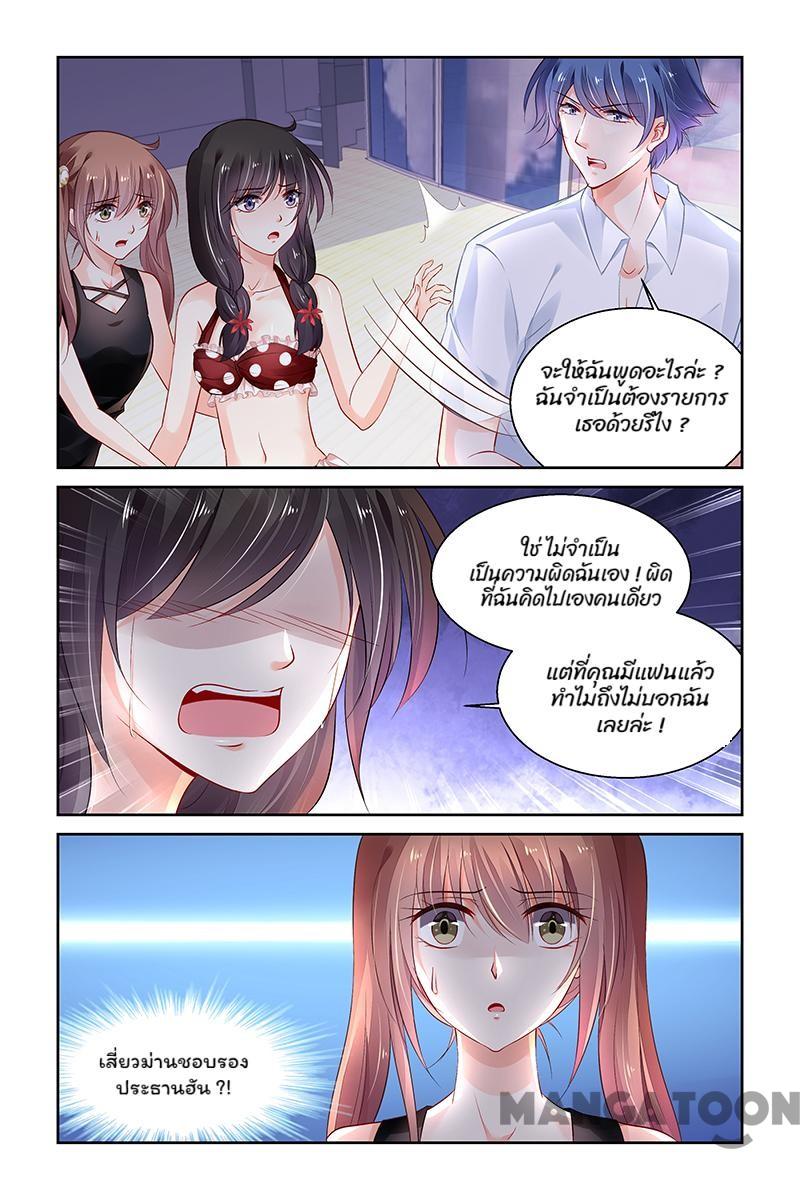 จะให้ฉันพูดอะไรล่ะ ?
ฉันจำเป็นต้องรายการ
เธอด้วยรึไง ?
ใช่ ไม่จำเป็น
เป็นความผิดฉันเอง ! ผิด
ที่ฉันคิดไปเองคนเดียว
แต่ที่คุณมีแฟนแล้ว
ทำไมถึงไม่บอกฉัน
เลยล่ะ !
เสี่ยวม่านชอบรอง
ประธานฮัน ?!
MANGATOON